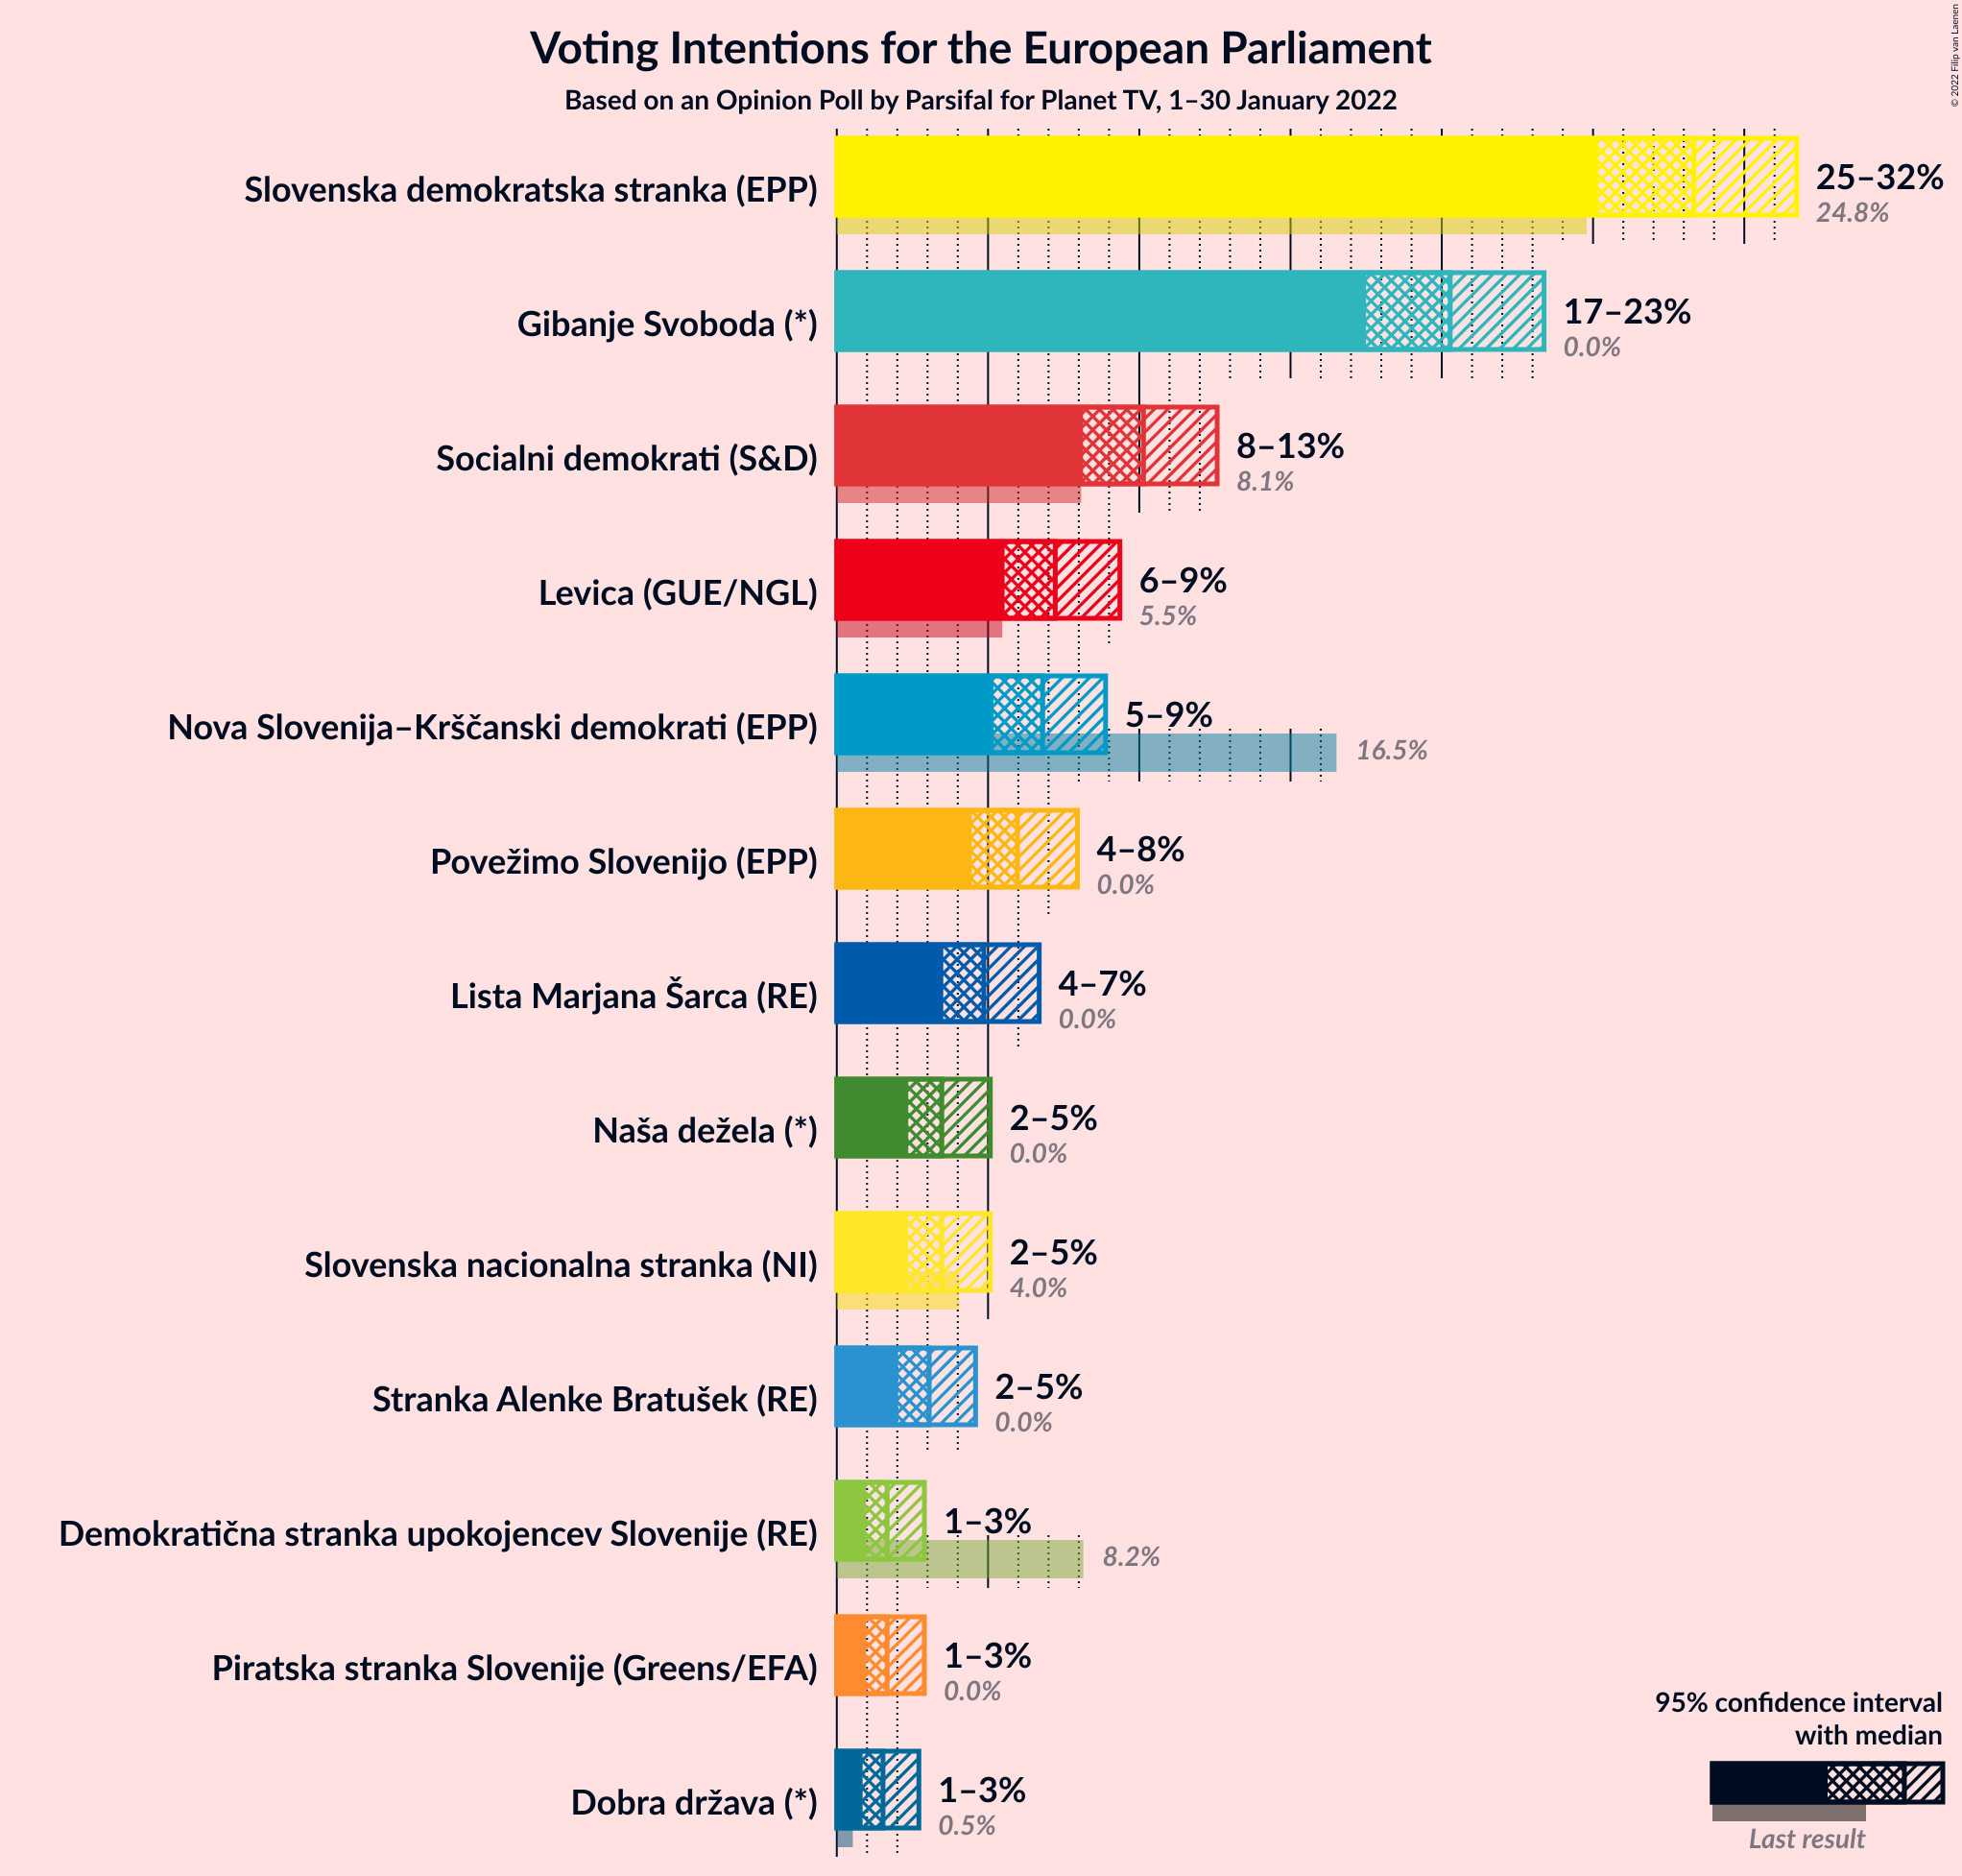 Voting Intentions for the European Parliament
Based on an Opinion Poll by Parsifal for Planet TV, 1–30 January 2022
© 2022 Filip van Laenen
Slovenska demokratska stranka (EPP)
25–32%
24.8%
Gibanje Svoboda (*)
17–23%
0.0%
Socialni demokrati (S&D)
8–13%
8.1%
Levica (GUE/NGL)
6–9%
5.5%
Nova Slovenija–Krščanski demokrati (EPP)
5–9%
16.5%
Povežimo Slovenijo (EPP)
4–8%
0.0%
Lista Marjana Šarca (RE)
4–7%
0.0%
Naša dežela (*)
2–5%
0.0%
Slovenska nacionalna stranka (NI)
2–5%
4.0%
Stranka Alenke Bratušek (RE)
2–5%
0.0%
Demokratična stranka upokojencev Slovenije (RE)
1–3%
8.2%
Piratska stranka Slovenije (Greens/EFA)
1–3%
0.0%
Dobra država (*)
1–3%
0.5%
95% confidence interval
with median
Last result